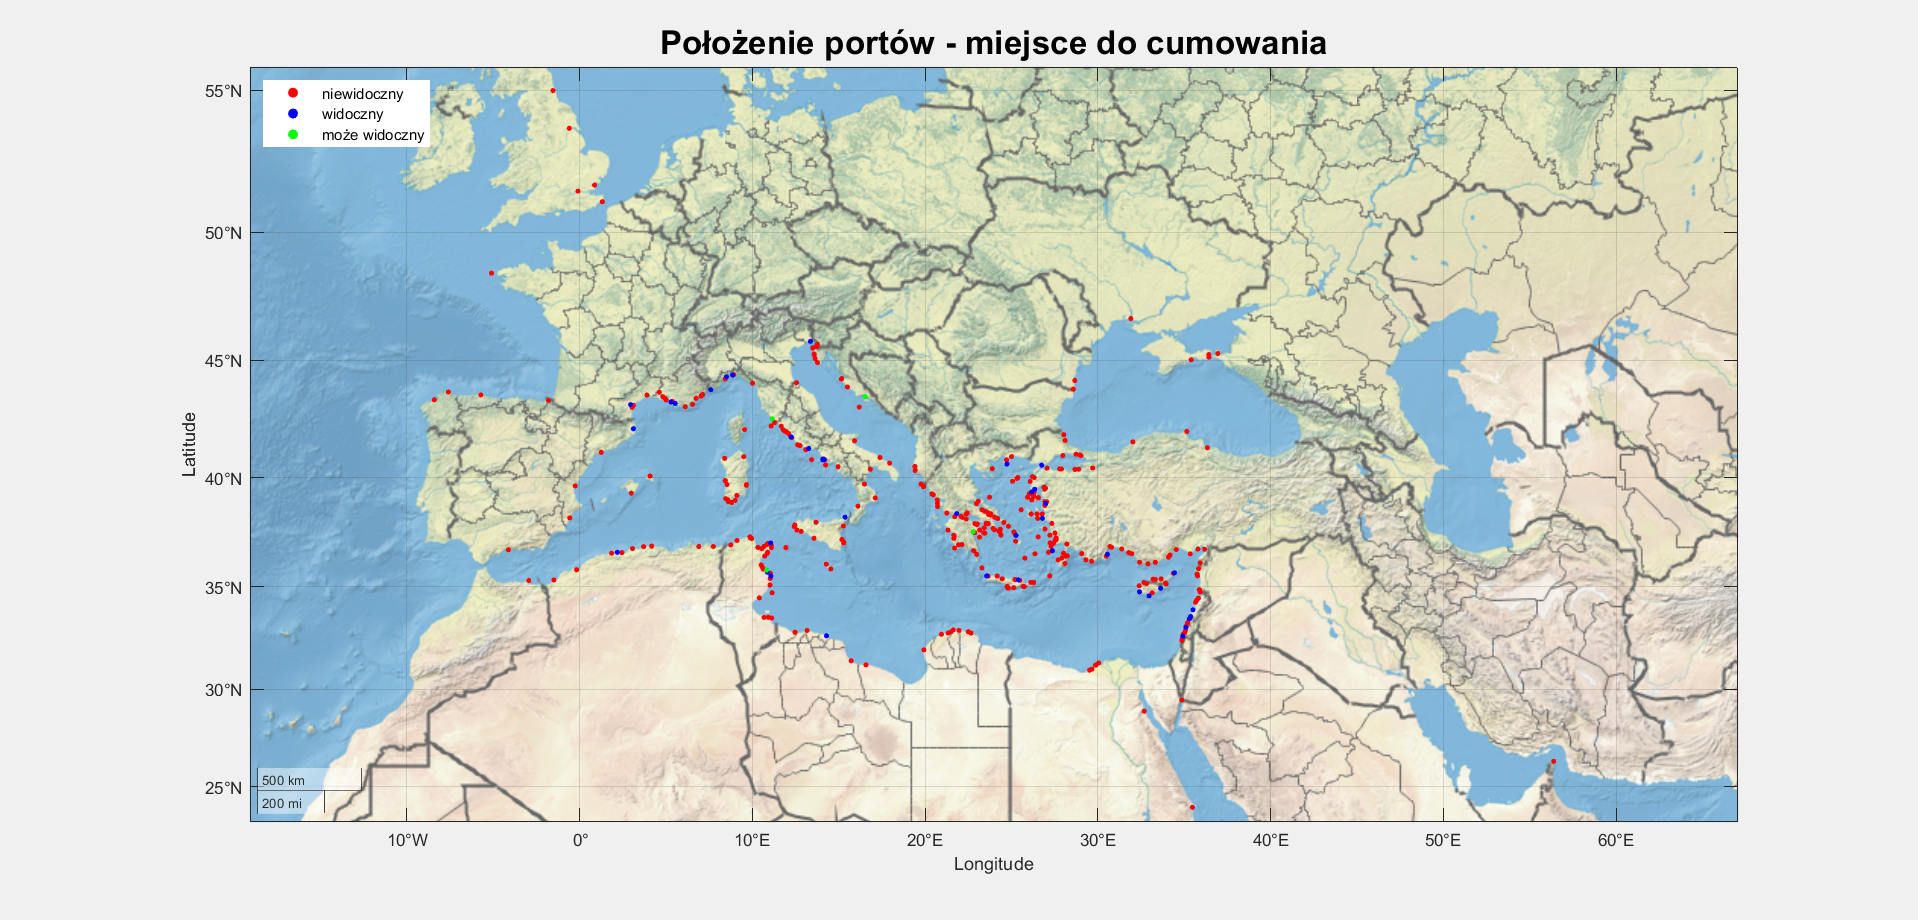 Położenie portów - miejsce do cumowania
niewidoczny
widoczny
może widoczny
55°N
50°N
45°N
40°N
35°N
30°N
25°N
Latitude
500 km
200 mi
10°W
0°
10°E
20°E
30°E
40°E
50°E
60°E
Longitude